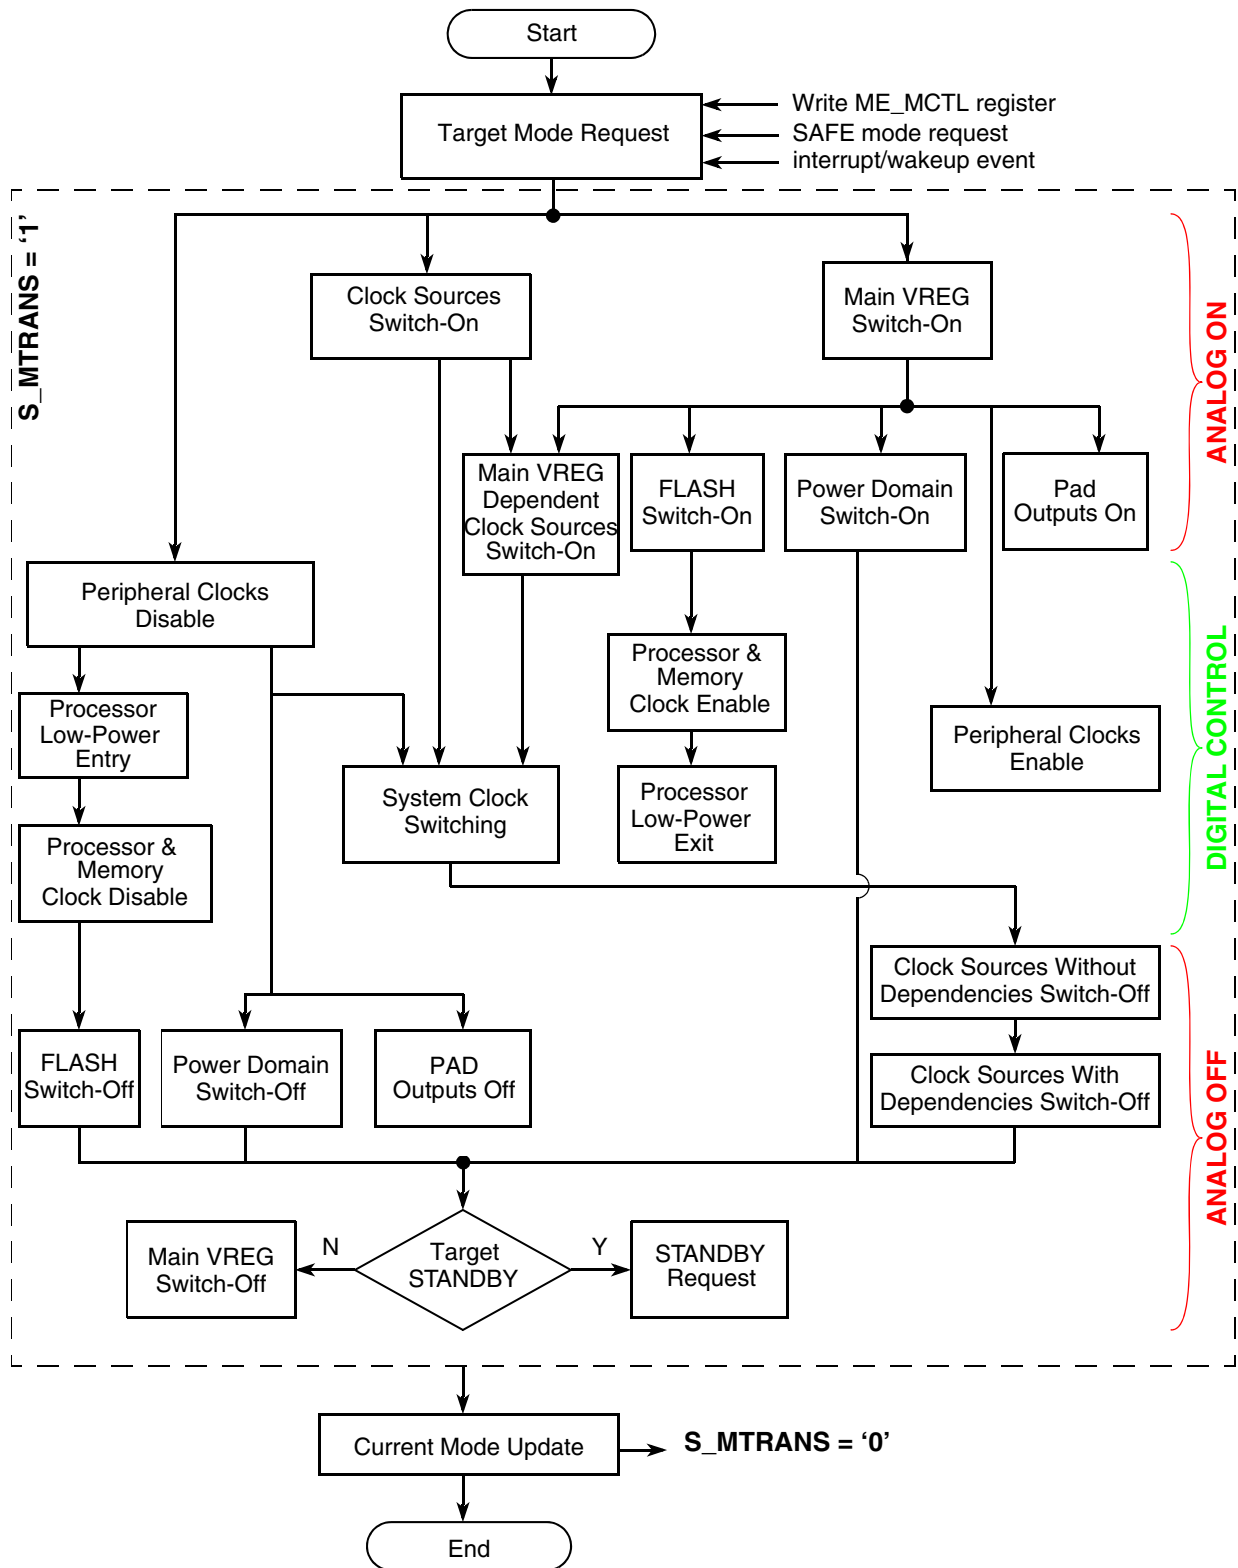 Start
Target Mode Request
Write ME_MCTL register
SAFE mode request
interrupt/wakeup event
S_MTRANS = ‘1’
Clock Sources
Switch-On
Main VREG
Switch-On
ANALOG ON
Main VREG
Dependent
Clock Sources
Switch-On
FLASH
Switch-On
Power Domain
Switch-On
Pad
Outputs On
Peripheral Clocks
Disable
Processor &
Memory
Clock Enable
Processor
Low-Power
Entry
Peripheral Clocks
Enable
DIGITAL CONTROL
System Clock
Switching
Processor
Low-Power
Exit
Processor &
Memory
Clock Disable
Clock Sources Without
Dependencies Switch-Off
FLASH
Switch-Off
Power Domain
Switch-Off
PAD
Outputs Off
Clock Sources With
Dependencies Switch-Off
ANALOG OFF
Main VREG
Switch-Off
N
Target
STANDBY
Y
STANDBY
Request
Current Mode Update
S_MTRANS = ‘0’
End